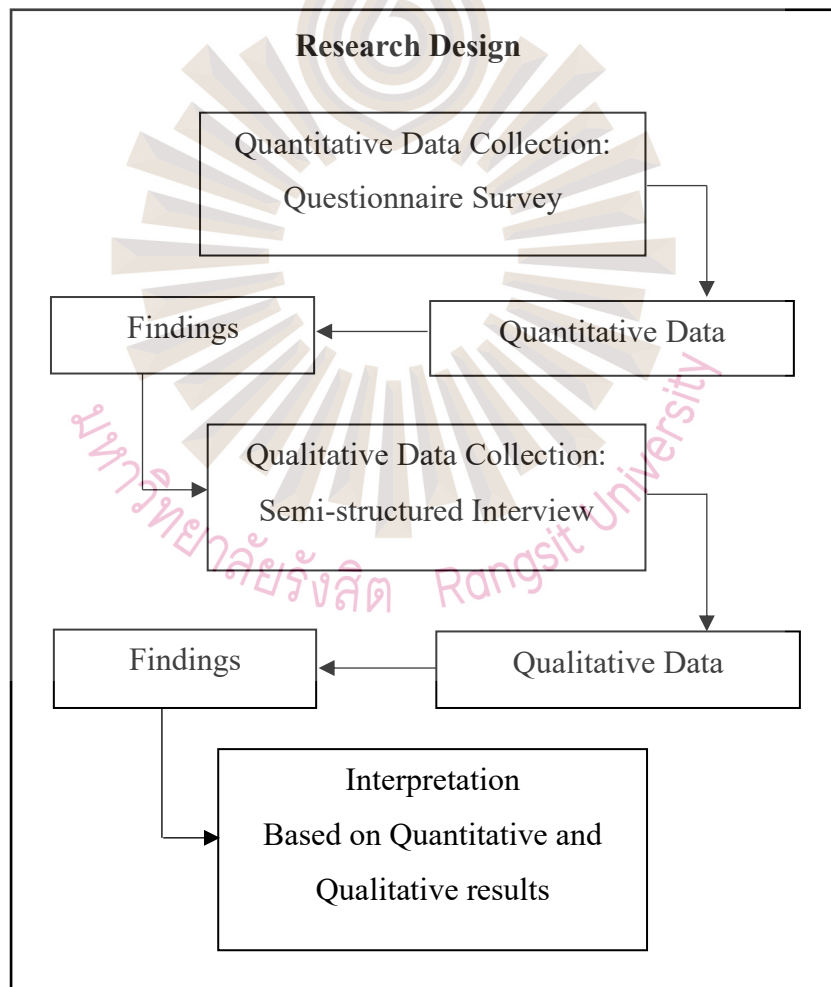 Research Design
Quantitative Data Collection:
Questionnaire Survey
Findings
Quantitative Data
Qualitative Data Collection:
Semi-structured Interview
มหาวิทยาลัยรังสิต Rangsit University
Findings
Qualitative Data
Interpretation
Based on Quantitative and
Qualitative results